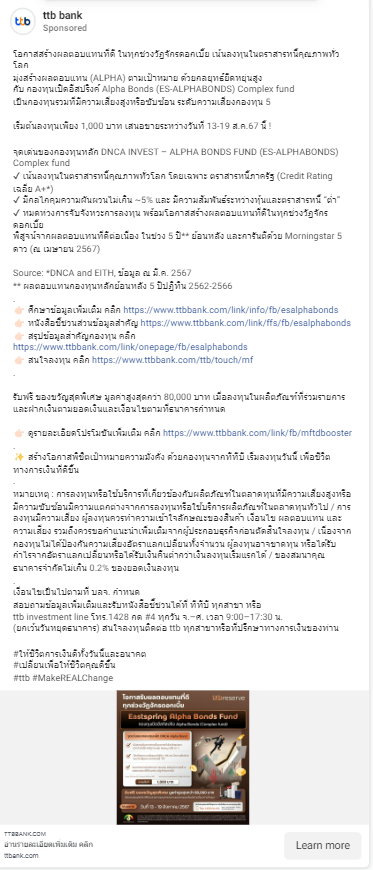 ttb bank
Sponsored
โอกาสสร้างผลตอบแทนที่ดี ในทุกช่วงวัฏจักรดอกเบี้ย เน้นลงทุนในตราสารหนี้คุณภาพทั่ว
โลก
มุ่งสร้างผลตอบแทน (ALPHA) ตามเป้าหมาย ด้วยกลยุทธ์ยืดหยุ่นสูง
กับ กองทุนเปิดอีสท์สปริงค์ Alpha Bonds (ES-ALPHABONDS) Complex fund
เป็นกองทุนรวมที่มีความเสี่ยงสูงหรือซับซ้อน ระดับความเสี่ยงกองทุน 5
เริ่มต้นลงทุนเพียง 1,000 บาท เสนอขายระหว่างวันที่ 13-19 ส.ค.67 นี้ !
จุดเด่นของกองทุนหลัก DNCA INVEST – ALPHA BONDS FUND (ES-ALPHABONDS)
Complex fund
✓ เน้นลงทุนในตราสารหนี้คุณภาพทั่วโลก โดยเฉพาะ ตราสารหนี้ภาครัฐ (Credit Rating
เฉลี่ย A+*)
✓ มีกลไกคุมความผันผวนไม่เกิน ~5% และ มีความสัมพันธ์ระหว่างหุ้นและตราสารหนี้ “ต่ำ”
✓ หมดห่วงการจับจังหวะการลงทุน พร้อมโอกาสสร้างผลตอบแทนที่ดีในทุกช่วงวัฏจักร
ดอกเบี้ย
พิสูจน์จากผลตอบแทนที่ดีต่อเนื่อง ในช่วง 5 ปี** ย้อนหลัง และการันตีด้วย Morningstar 5
ดาว (ณ เมษายน 2567)
Source: *DNCA and EITH, ข้อมูล ณ มี.ค. 2567
** ผลตอบแทนกองทุนหลักย้อนหลัง 5 ปีปฏิทิน 2562-2566
.
👉🏻 ศึกษาข้อมูลเพิ่มเติม คลิก https://www.ttbbank.com/link/info/fb/esalphabonds
👉🏻 หนังสือชี้ชวนส่วนข้อมูลสำคัญ https://www.ttbbank.com/link/ffs/fb/esalphabonds
👉🏻 สรุปข้อมูลสำคัญกองทุน คลิก
https://www.ttbbank.com/link/onepage/fb/esalphabonds
👉🏻 สนใจลงทุน คลิก https://www.ttbbank.com/ttb/touch/mf
.
รับฟรี ของขวัญสุดพิเศษ มูลค่าสูงสุดกว่า 80,000 บาท เมื่อลงทุนในผลิตภัณฑ์ที่ร่วมรายการ
และฝากเงินตามยอดเงินและเงื่อนไขตามที่ธนาคารกำหนด
👉🏻 ดูรายละเอียดโปรโมชันเพิ่มเติม คลิก https://www.ttbbank.com/link/fb/mftdbooster
.
✨ สร้างโอกาสพิชิตเป้าหมายความมั่งคั่ง ด้วยกองทุนจากทีทีบี เริ่มลงทุนวันนี้ เพื่อชีวิต
ทางการเงินที่ดีขึ้น
.
หมายเหตุ : การลงทุนหรือใช้บริการที่เกี่ยวข้องกับผลิตภัณฑ์ในตลาดทุนที่มีความเสี่ยงสูงหรือ
มีความซับซ้อนมีความแตกต่างจากการลงทุนหรือใช้บริการผลิตภัณฑ์ในตลาดทุนทั่วไป / การ
ลงทุนมีความเสี่ยง ผู้ลงทุนควรทำความเข้าใจลักษณะของสินค้า เงื่อนไข ผลตอบแทน และ
ความเสี่ยง รวมถึงควรขอคำแนะนำเพิ่มเติมจากผู้ประกอบธุรกิจก่อนตัดสินใจลงทุน / เนื่องจาก
กองทุนไม่ได้ป้องกันความเสี่ยงอัตราแลกเปลี่ยนทั้งจำนวน ผู้ลงทุนอาจขาดทุน หรือได้รับ
กำไรจากอัตราแลกเปลี่ยนหรือได้รับเงินคืนต่ำกว่าเงินลงทุนเริ่มแรกได้ / ของสมนาคุณ
ธนาคารจำกัดไม่เกิน 0.2% ของยอดเงินลงทุน
.
เงื่อนไขเป็นไปตามที่ บลจ. กำหนด
สอบถามข้อมูลเพิ่มเติมและรับหนังสือชี้ชวนได้ที่ ทีทีบี ทุกสาขา หรือ
ttb investment line โทร.1428 กด #4 ทุกวัน จ.–ศ. เวลา 9:00–17:30 น.
(ยกเว้นวันหยุดธนาคาร) สนใจลงทุนติดต่อ ttb ทุกสาขาหรือที่ปรึกษาทางการเงินของท่าน
#ให้ชีวิตการเงินดีทั้งวันนี้และอนาคต
#เปลี่ยนเพื่อให้ชีวิตคุณดีขึ้น
#ttb #MakeREALChange
โอกาสรับผลตอบแทนที่ดี
ทุกช่วงวัฏจักรดอกเบี้ย
ttb reserve
Eastspring Alpha Bonds Fund
1,000 บาท
TTBBANK.COM
อ่านรายละเอียดเพิ่มเติม คลิก
ttbbank.com
Learn more